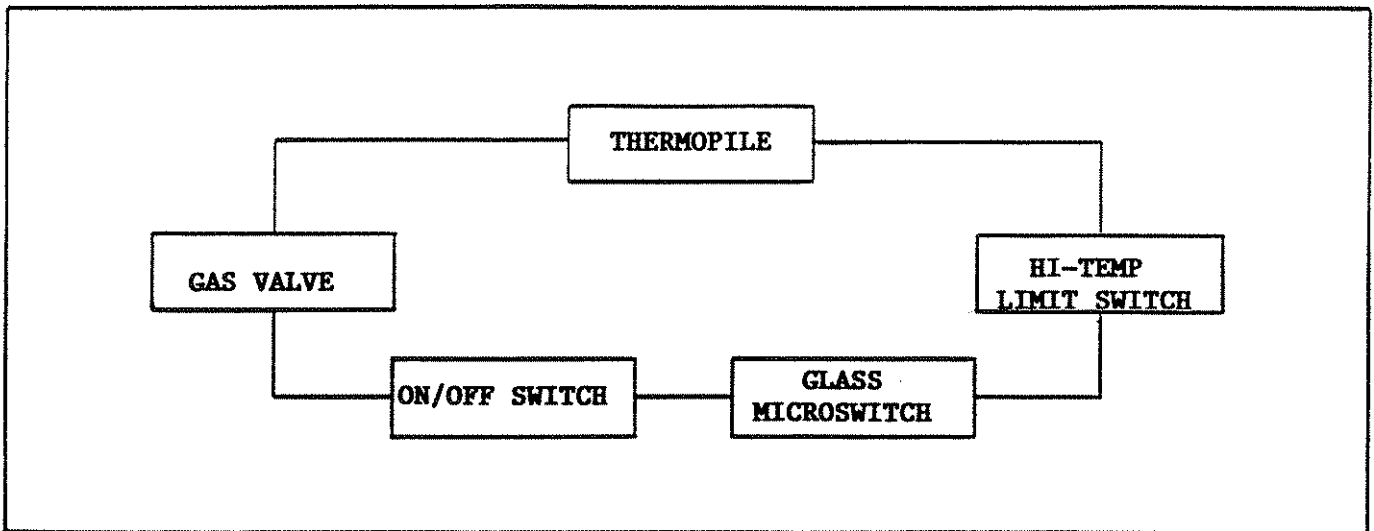 THERMOPILE
GAS VALVE
HI-TEMP
LIMIT SWITCH
ON/OFF SWITCH
GLASS
MICROSWITCH